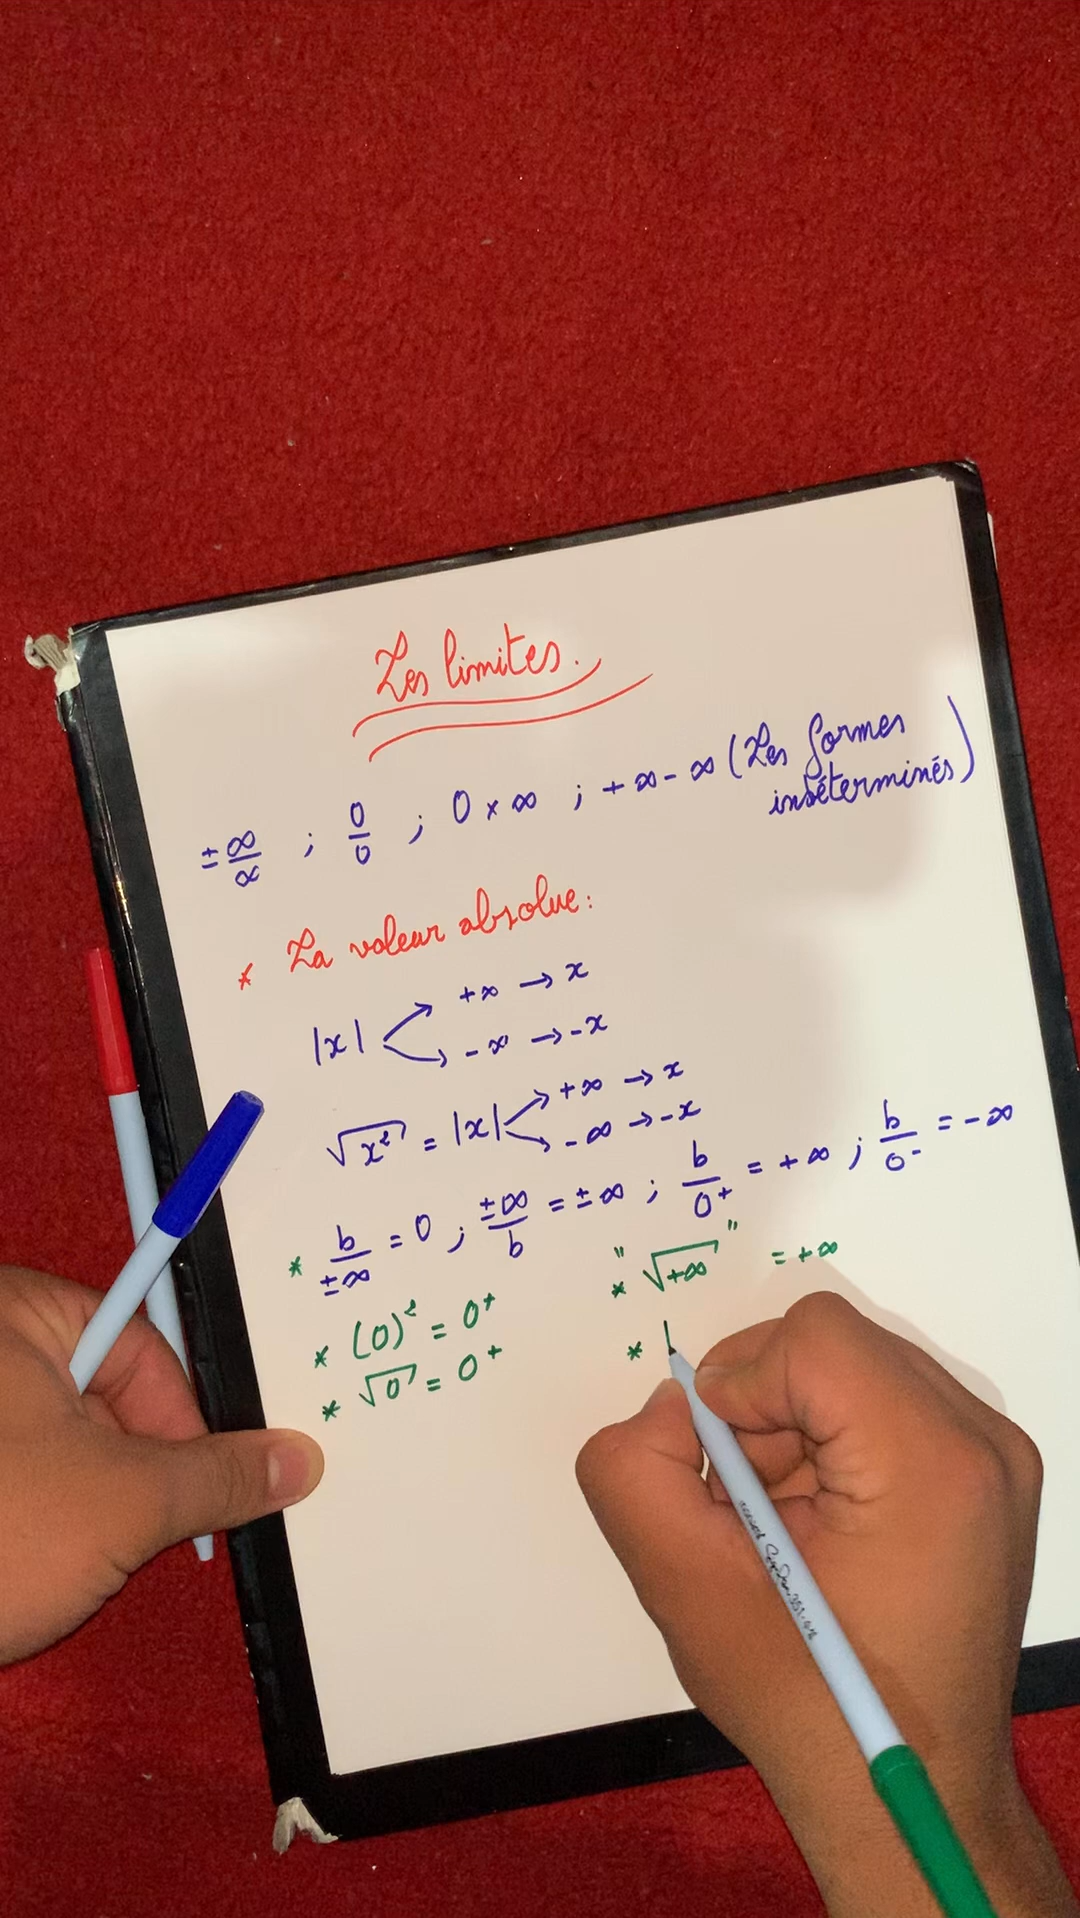 Les limites.
± ∞/∝ ; 0/0 ; 0 × ∞ ; +∞ - ∞ (Les formes
indéterminés)
* La valeur absolue:
|x| → +∞ → x
→ -∞ → -x
√x² = |x| → +∞ → x
→ -∞ → -x
* b/±∞ = 0 ; ±∞/b = ±∞ ; b/0⁺ = +∞ ; b/0⁻ = -∞
* (0)² = 0⁺
* √0 = 0⁺
* "√+∞" = +∞
*